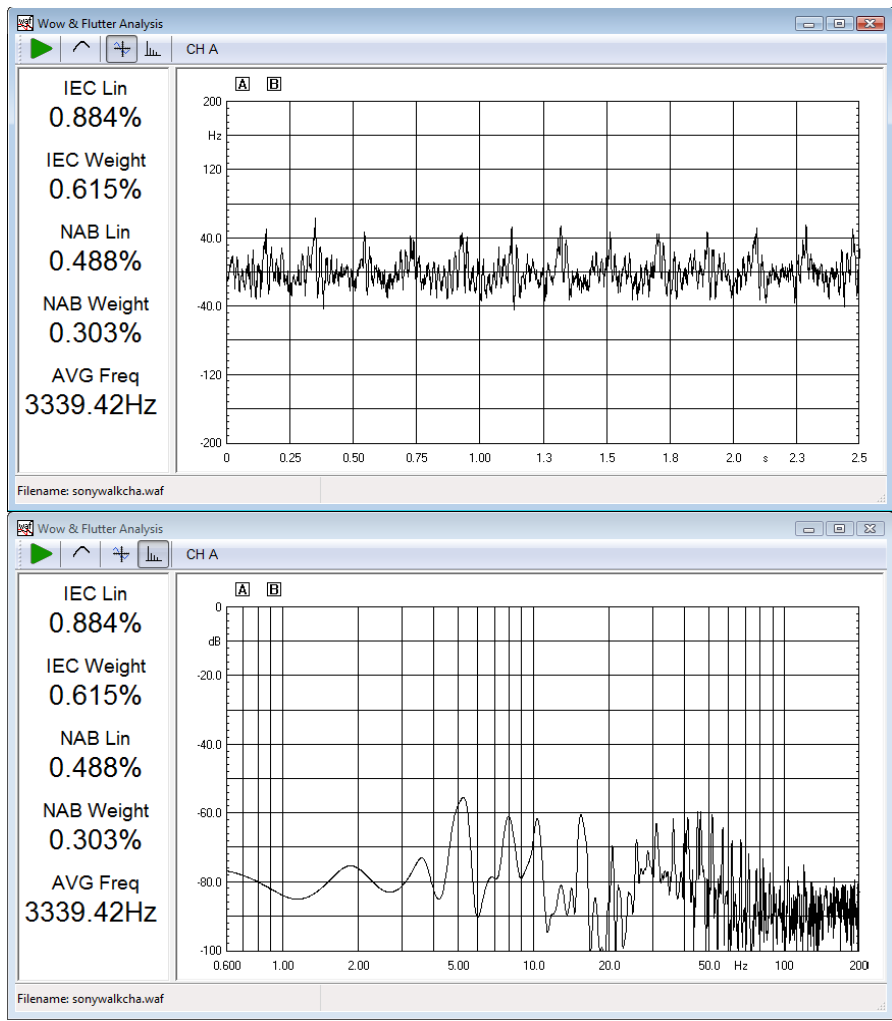 Wow & Flutter Analysis
CH A
IEC Lin
0.884%
IEC Weight
0.615%
NAB Lin
0.488%
NAB Weight
0.303%
AVG Freq
3339.42Hz
A B
200
Hz
120
40.0
-40.0
-120
-200
0 0.25 0.50 0.75 1.00 1.3 1.5 1.8 2.0 s 2.3 2.5
Filename: sonywalkcha.waf
Wow & Flutter Analysis
CH A
IEC Lin
0.884%
IEC Weight
0.615%
NAB Lin
0.488%
NAB Weight
0.303%
AVG Freq
3339.42Hz
A B
0
dB
-20.0
-40.0
-60.0
-80.0
-100
0.600 1.00 2.00 5.00 10.0 20.0 50.0 Hz 100 200
Filename: sonywalkcha.waf